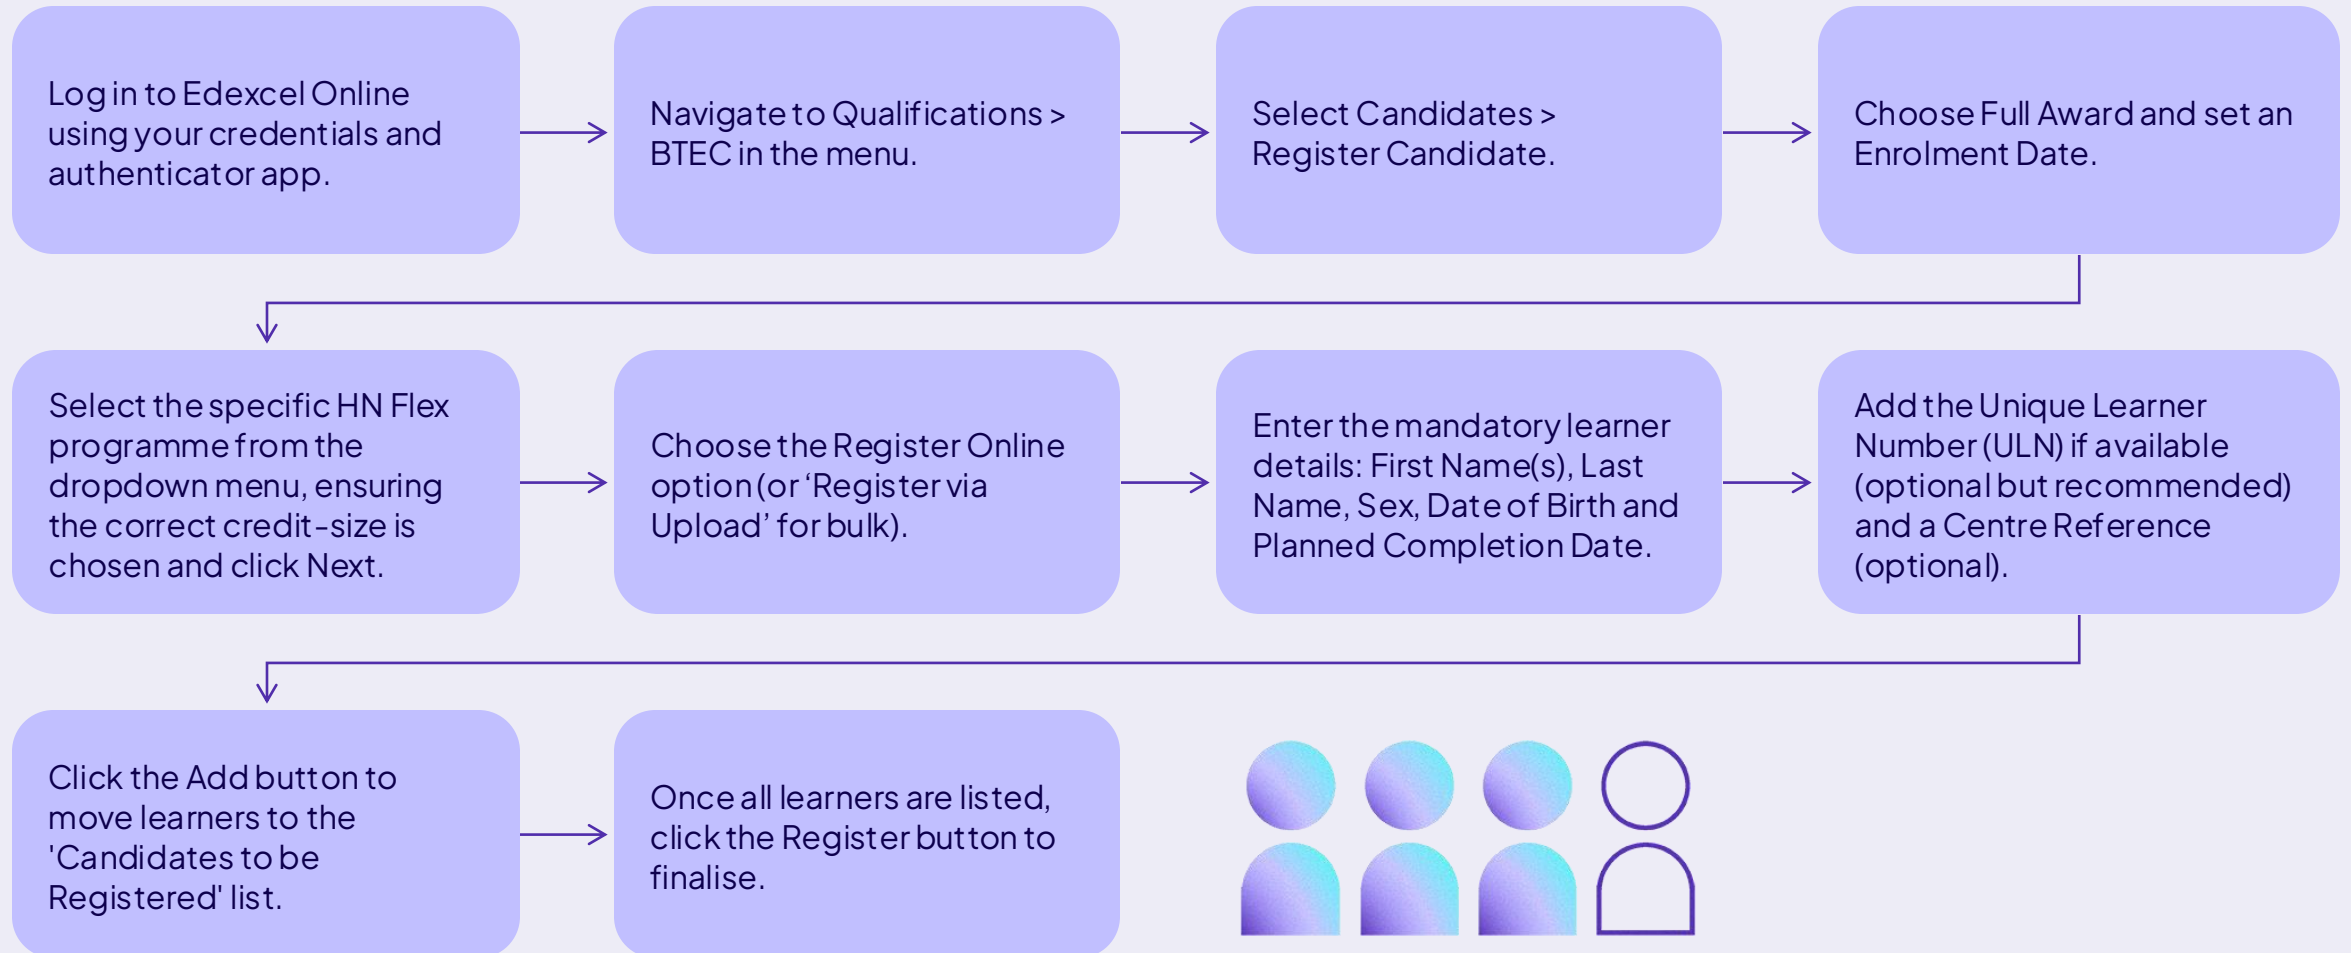 Log in to Edexcel Online
using your credentials and
authenticator app.
Navigate to Qualifications >
BTEC in the menu.
Select Candidates >
Register Candidate.
Choose Full Award and set an
Enrolment Date.
Select the specific HN Flex
programme from the
dropdown menu, ensuring
the correct credit-size is
chosen and click Next.
Choose the Register Online
option (or ‘Register via
Upload’ for bulk).
Enter the mandatory learner
details: First Name(s), Last
Name, Sex, Date of Birth and
Planned Completion Date.
Add the Unique Learner
Number (ULN) if available
(optional but recommended)
and a Centre Reference
(optional).
Click the Add button to
move learners to the
'Candidates to be
Registered' list.
Once all learners are listed,
click the Register button to
finalise.